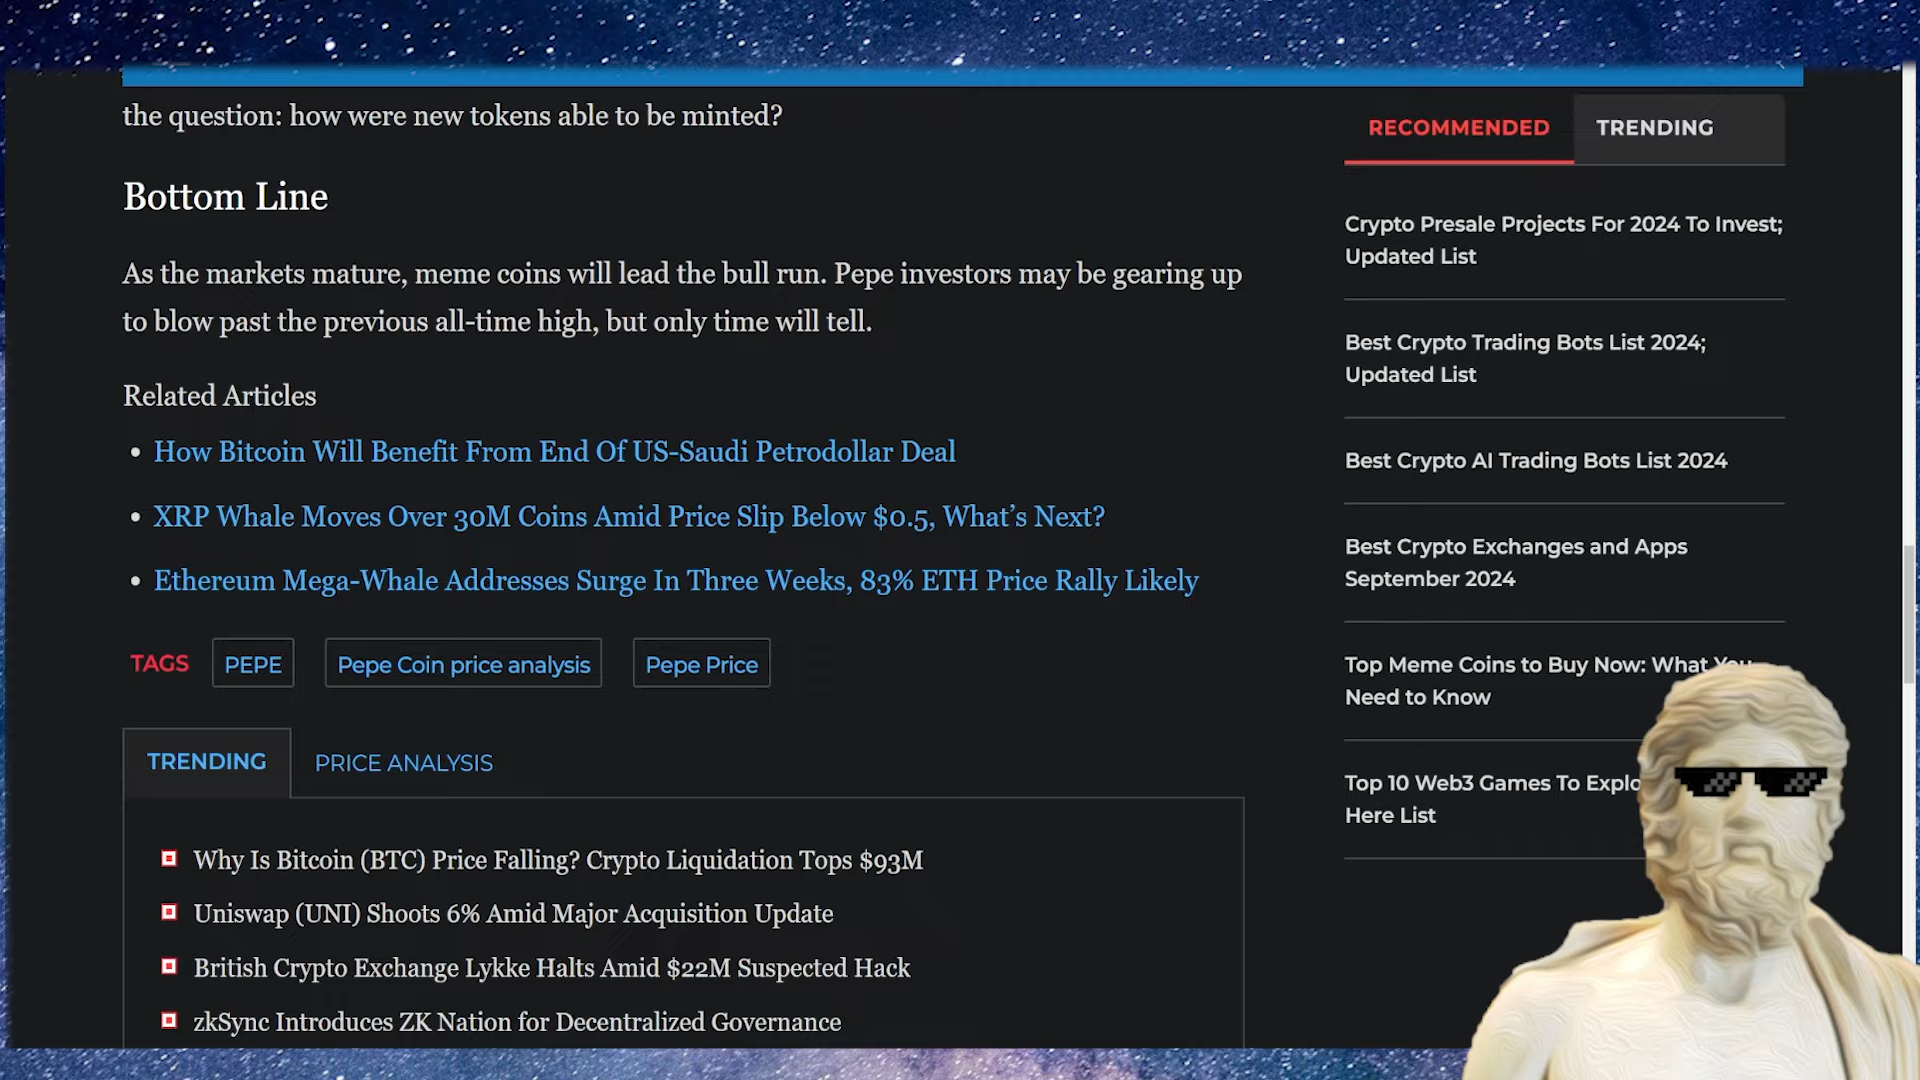 the question: how were new tokens able to be minted?
Bottom Line
As the markets mature, meme coins will lead the bull run. Pepe investors may be gearing up
to blow past the previous all-time high, but only time will tell.
Related Articles
• How Bitcoin Will Benefit From End Of US-Saudi Petrodollar Deal
• XRP Whale Moves Over 30M Coins Amid Price Slip Below $0.5, What’s Next?
• Ethereum Mega-Whale Addresses Surge In Three Weeks, 83% ETH Price Rally Likely
TAGS PEPE Pepe Coin price analysis Pepe Price
TRENDING PRICE ANALYSIS
Why Is Bitcoin (BTC) Price Falling? Crypto Liquidation Tops $93M
Uniswap (UNI) Shoots 6% Amid Major Acquisition Update
British Crypto Exchange Lykke Halts Amid $22M Suspected Hack
zkSync Introduces ZK Nation for Decentralized Governance
RECOMMENDED TRENDING
Crypto Presale Projects For 2024 To Invest;
Updated List
Best Crypto Trading Bots List 2024;
Updated List
Best Crypto AI Trading Bots List 2024
Best Crypto Exchanges and Apps
September 2024
Top Meme Coins to Buy Now: What You
Need to Know
Top 10 Web3 Games To Explo
Here List